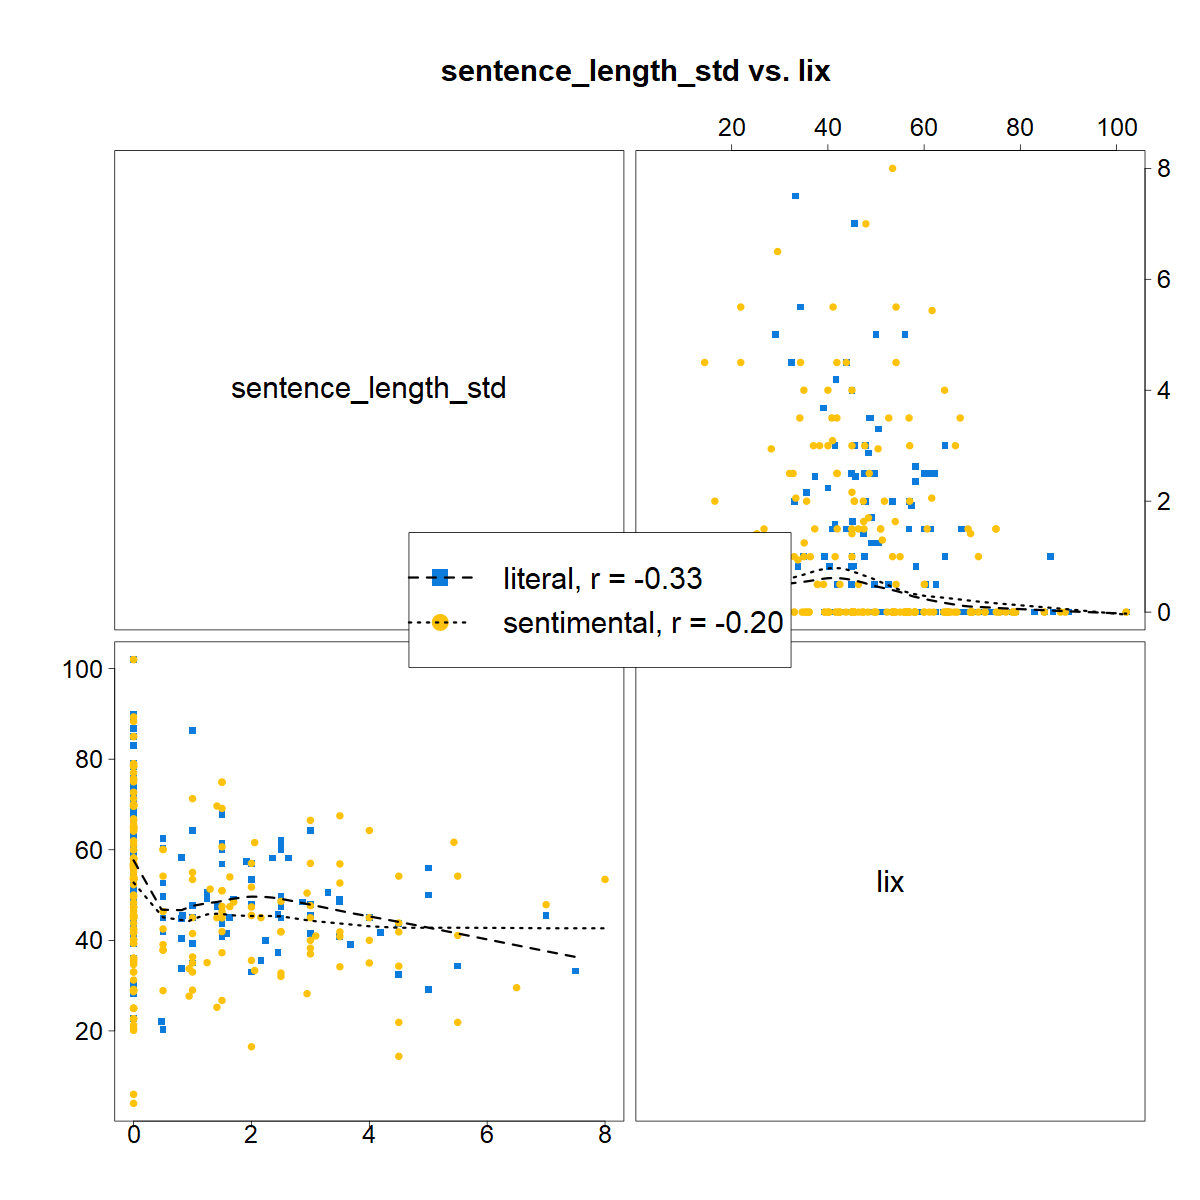 sentence_length_std vs. lix
20 40 60 80 100
sentence_length_std
8
6
4
2
0
literal, r = -0.33
sentimental, r = -0.20
100
80
60
40
20
lix
0 2 4 6 8